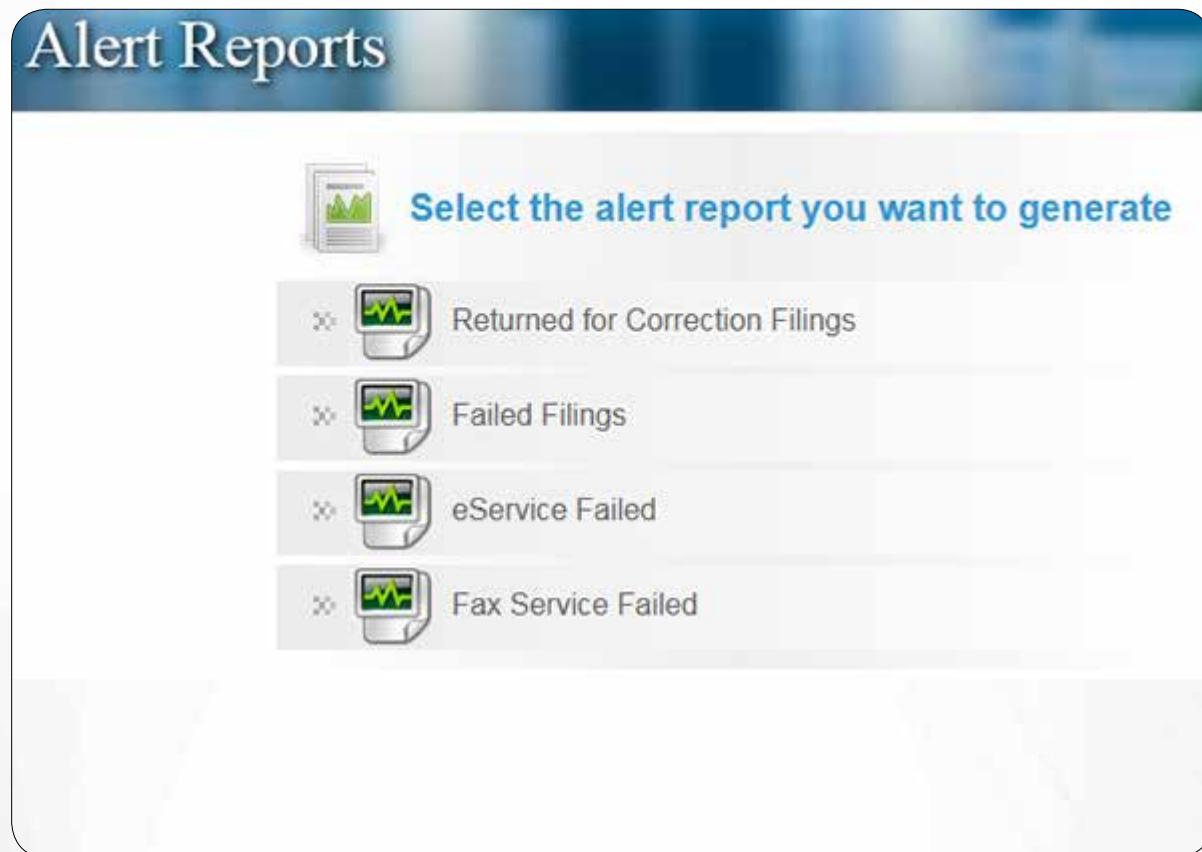 Alert Reports
Select the alert report you want to generate
Returned for Correction Filings
Failed Filings
eService Failed
Fax Service Failed